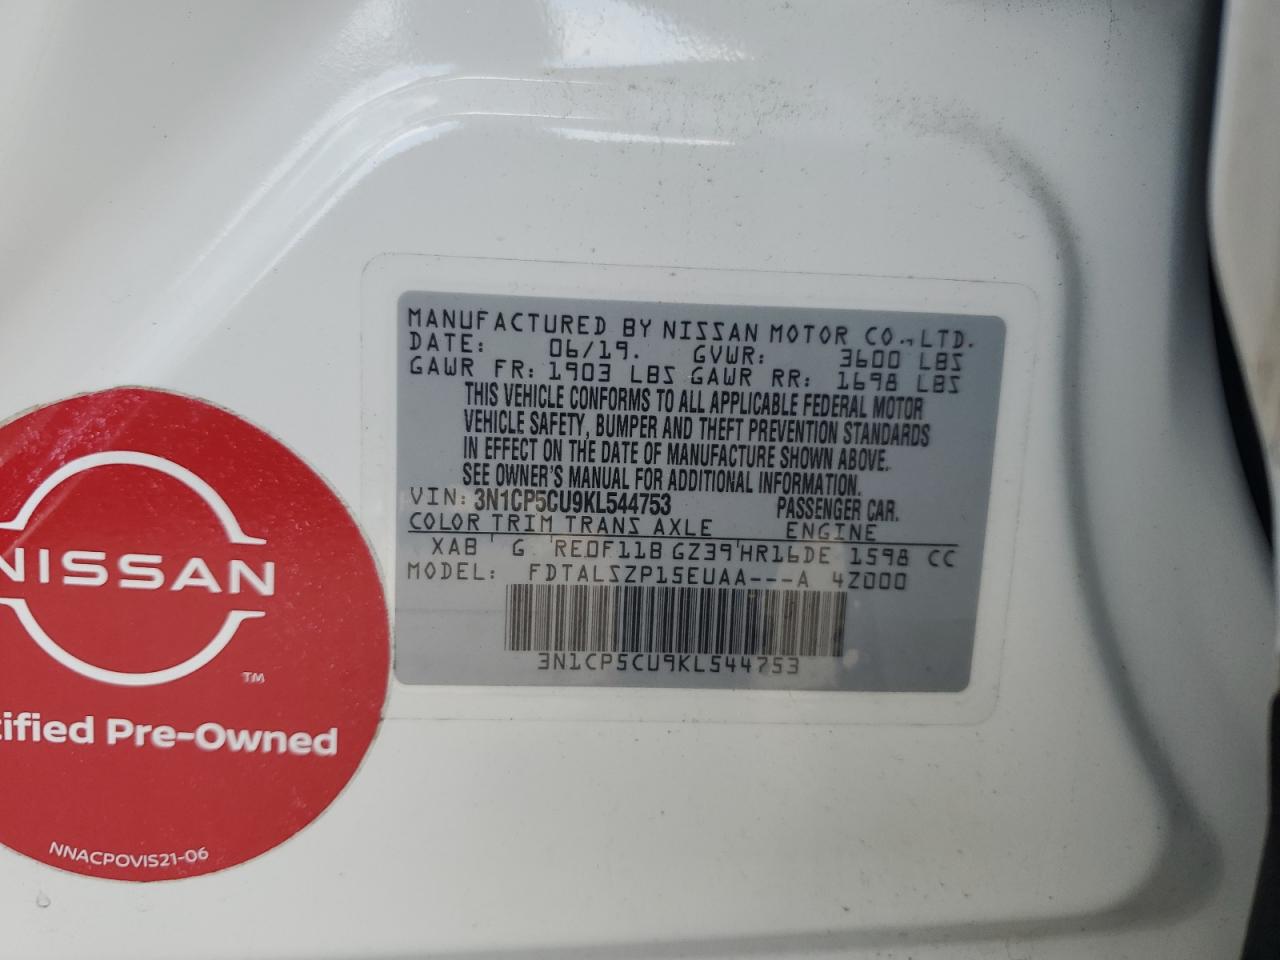 MANUFACTURED BY NISSAN MOTOR CO.,LTD.
DATE: 06/19. GVWR: 3600 LBS
GAWR FR: 1903 LBS GAWR RR: 1698 LBS
THIS VEHICLE CONFORMS TO ALL APPLICABLE FEDERAL MOTOR
VEHICLE SAFETY, BUMPER AND THEFT PREVENTION STANDARDS
IN EFFECT ON THE DATE OF MANUFACTURE SHOWN ABOVE.
SEE OWNER'S MANUAL FOR ADDITIONAL INFORMATION.
VIN: 3N1CP5CU9KL544753 PASSENGER CAR.
COLOR TRIM TRANS AXLE ENGINE
XAB G RE0F11B GZ39 HR16DE 1598 CC
MODEL: FDTALSZP15EUAA---A 4Z000
3N1CP5CU9KL544753
NISSAN
TM
tified Pre-Owned
NNACPOVIS21-06